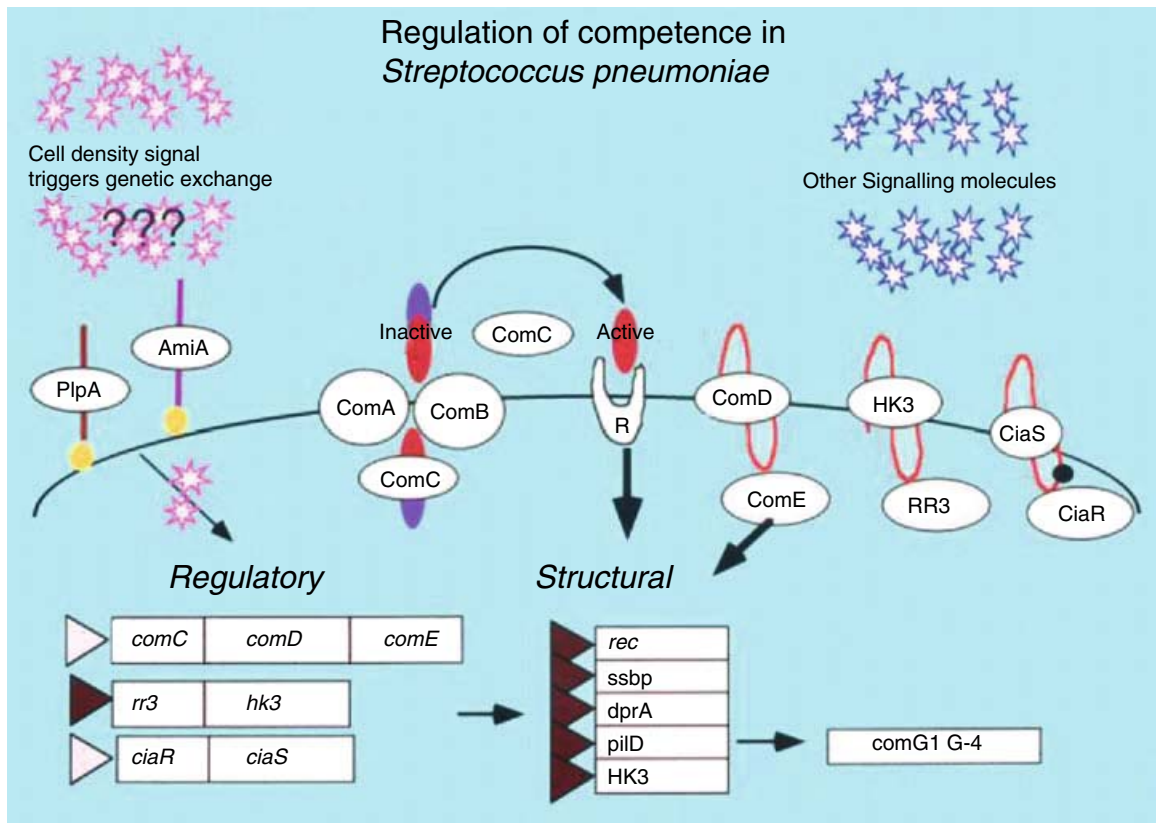 Regulation of competence in
Streptococcus pneumoniae
Cell density signal
triggers genetic exchange
???
Other Signalling molecules
Inactive
ComC
Active
AmiA
PlpA
ComA
ComB
R
ComD
HK3
CiaS
ComC
ComE
RR3
CiaR
Regulatory
Structural
comC comD comE
rr3 hk3
ciaR ciaS
rec
ssbp
dprA
pilD
HK3
comG1 G-4